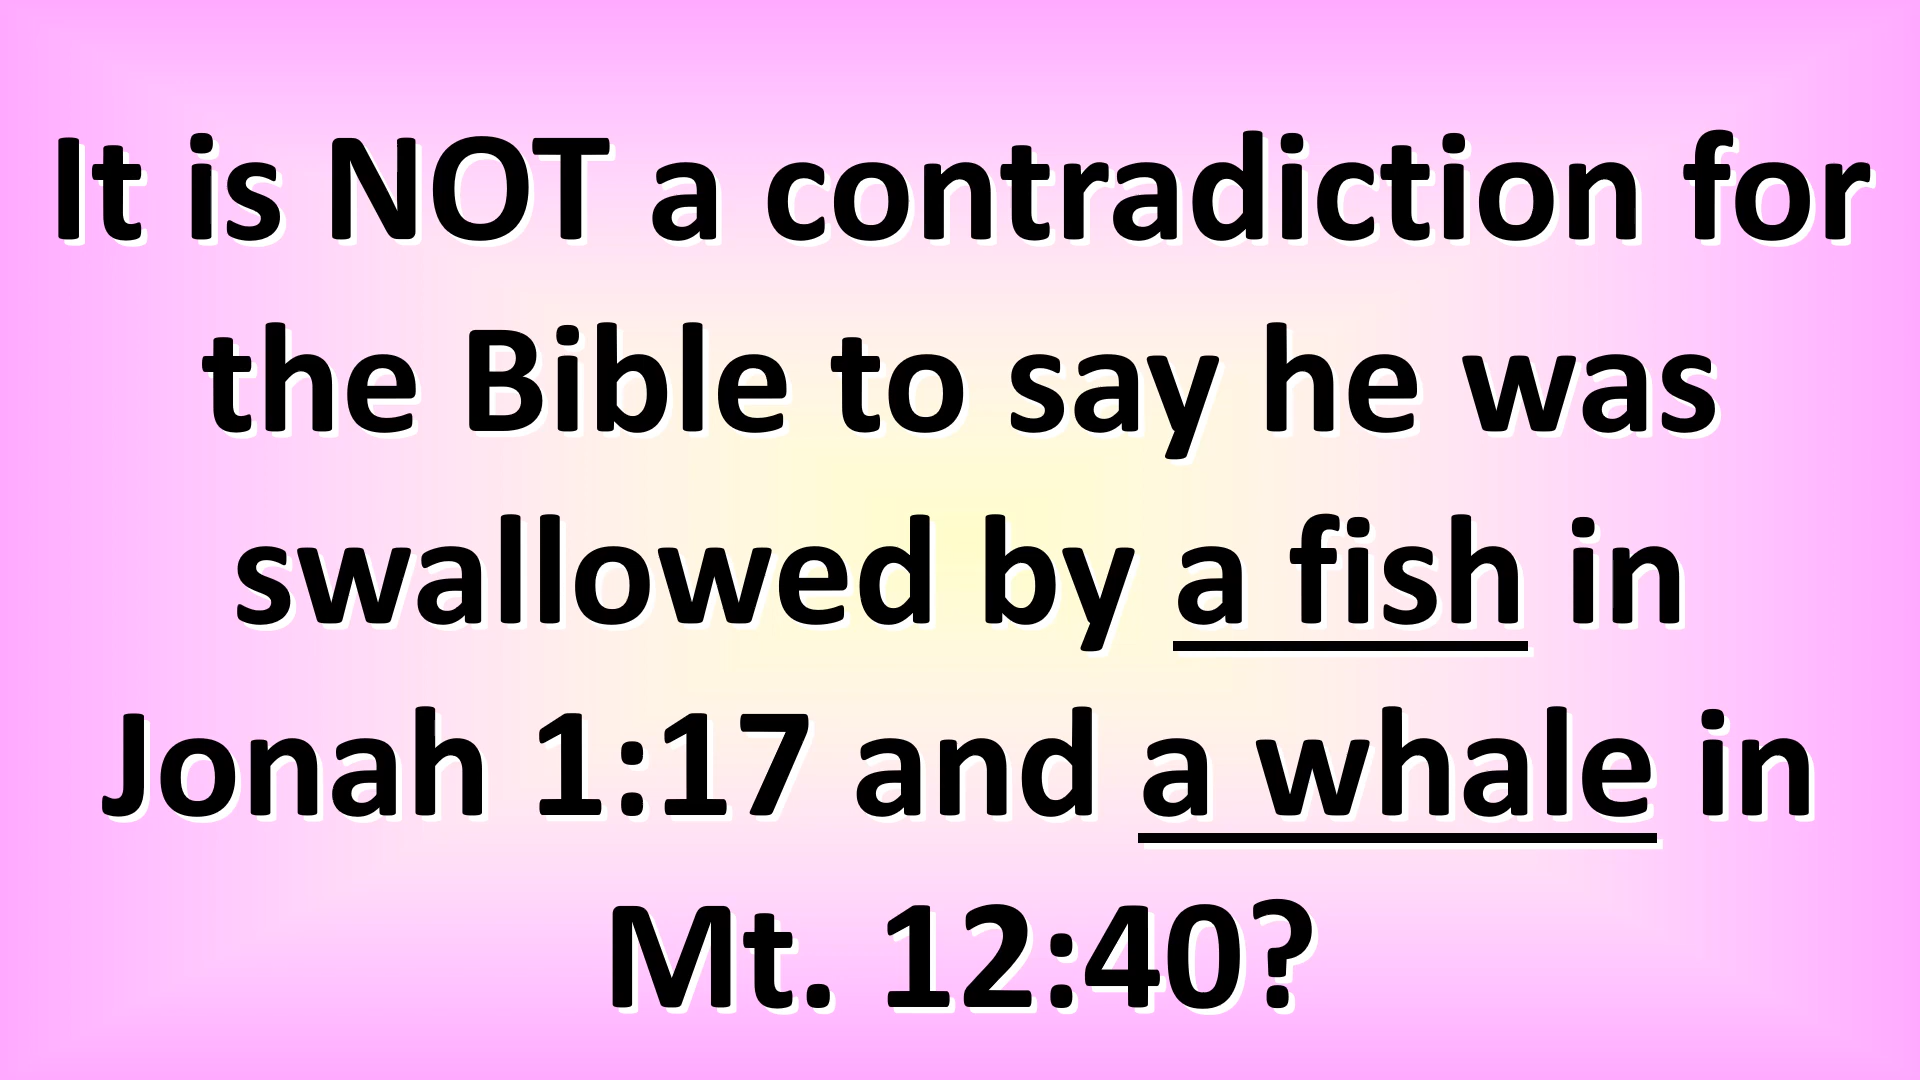 It is NOT a contradiction for
the Bible to say he was
swallowed by a fish in
Jonah 1:17 and a whale in
Mt. 12:40?